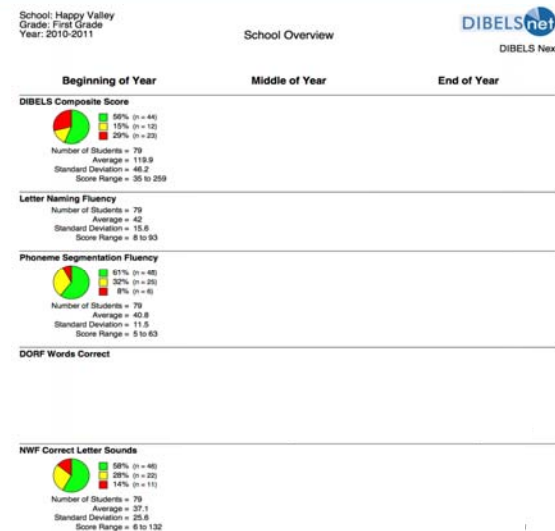 School: Happy Valley
Grade: First Grade
Year: 2010-2011
School Overview
DIBELSnet
DIBELS Nex
Beginning of Year
Middle of Year
End of Year
DIBELS Composite Score
56% (n = 44)
15% (n = 12)
29% (n = 23)
Number of Students = 79
Average = 119.9
Standard Deviation = 46.2
Score Range = 35 to 259
Letter Naming Fluency
Number of Students = 79
Average = 42
Standard Deviation = 15.6
Score Range = 8 to 93
Phoneme Segmentation Fluency
61% (n = 48)
32% (n = 25)
8% (n = 6)
Number of Students = 79
Average = 40.8
Standard Deviation = 11.5
Score Range = 5 to 63
DORF Words Correct
NWF Correct Letter Sounds
58% (n = 46)
28% (n = 22)
14% (n = 11)
Number of Students = 79
Average = 37.1
Standard Deviation = 25.6
Score Range = 6 to 132